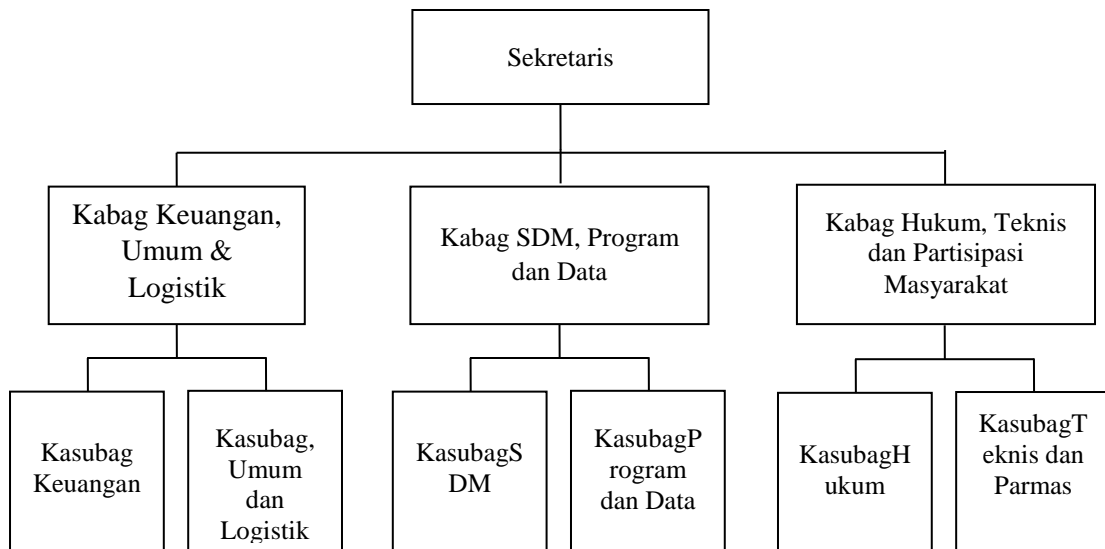 Sekretaris
Kabag Keuangan,
Umum &
Logistik
Kabag SDM, Program
dan Data
Kabag Hukum, Teknis
dan Partisipasi
Masyarakat
Kasubag
Keuangan
Kasubag,
Umum
dan
Logistik
KasubagS
DM
KasubagP
rogram
dan Data
KasubagH
ukum
KasubagT
eknis dan
Parmas